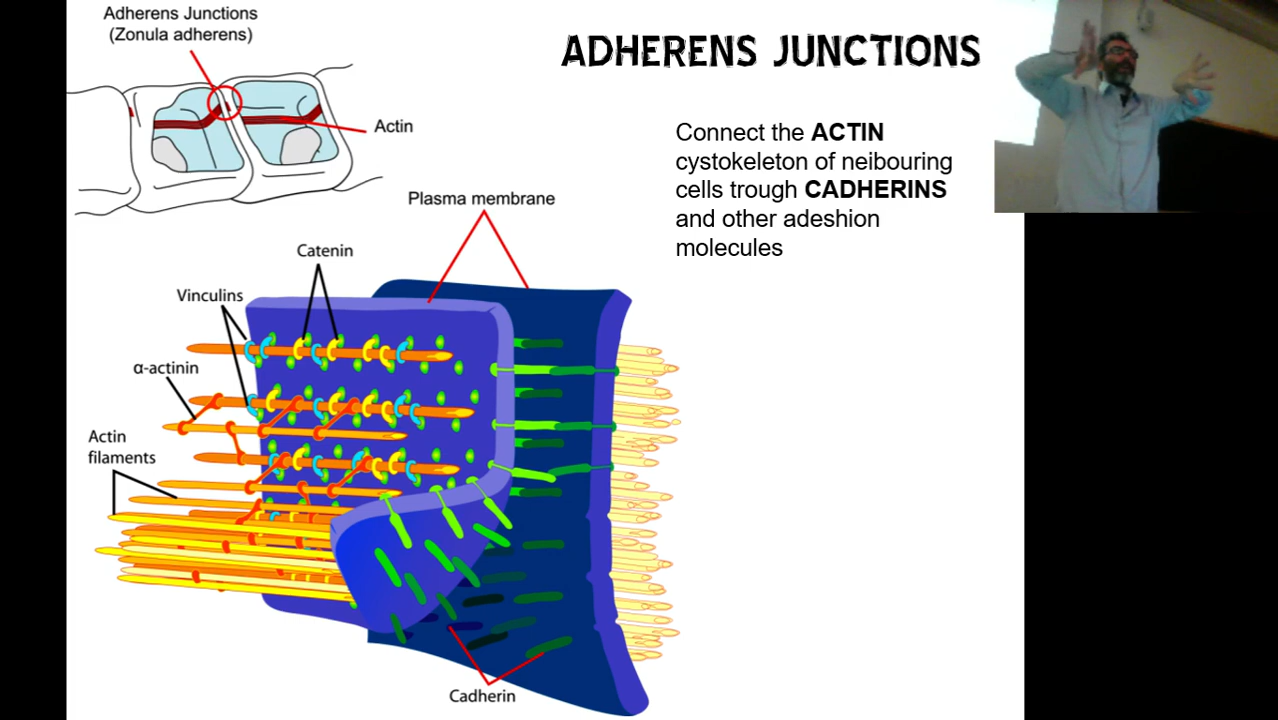 Adherens Junctions
(Zonula adherens)
Actin
ADHERENS JUNCTIONS
Connect the ACTIN
cystokeleton of neibouring
cells trough CADHERINS
and other adeshion
molecules
Plasma membrane
Catenin
Vinculins
α-actinin
Actin
filaments
Cadherin